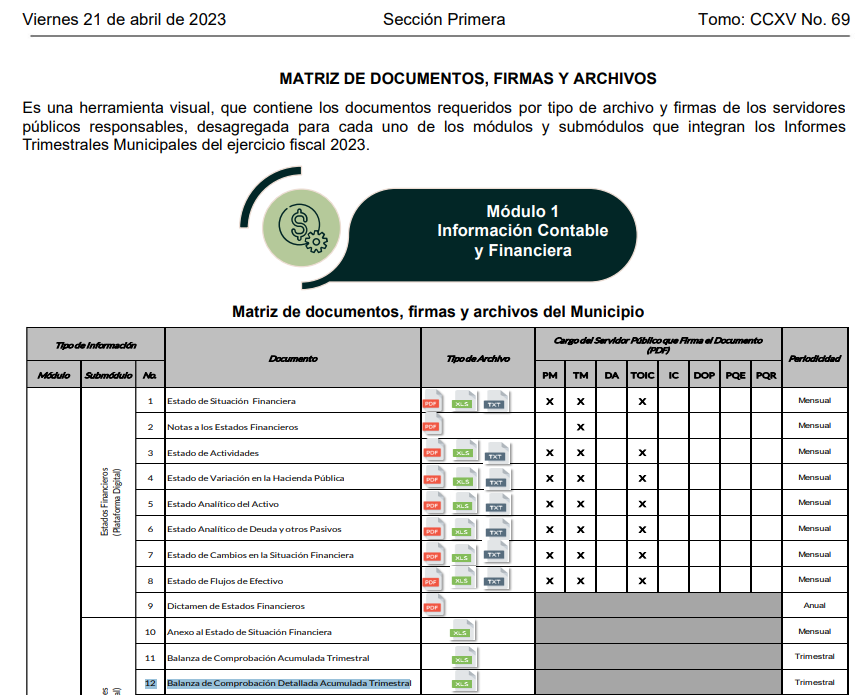 Viernes 21 de abril de 2023 Sección Primera Tomo: CCXV No. 69
MATRIZ DE DOCUMENTOS, FIRMAS Y ARCHIVOS
Es una herramienta visual, que contiene los documentos requeridos por tipo de archivo y firmas de los servidores
públicos responsables, desagregada para cada uno de los módulos y submódulos que integran los Informes
Trimestrales Municipales del ejercicio fiscal 2023.
$
Módulo 1
Información Contable
y Financiera
Matriz de documentos, firmas y archivos del Municipio
Tipo de Información Documento Tipo de Archivo Cargo del Servidor Público que Firma el Documento
(PDF) Periodicidad
Módulo Submódulo No. PM TM DA TOIC IC DOP PQE PQR
Estados Financieros
(Plataforma Digital)
1 Estado de Situación Financiera PDF XLS TXT X X X Mensual
2 Notas a los Estados Financieros PDF X Mensual
3 Estado de Actividades PDF XLS TXT X X X Mensual
4 Estado de Variación en la Hacienda Pública PDF XLS TXT X X X Mensual
5 Estado Analítico del Activo PDF XLS TXT X X X Mensual
6 Estado Analítico de Deuda y otros Pasivos PDF XLS TXT X X X Mensual
7 Estado de Cambios en la Situación Financiera PDF XLS TXT X X X Mensual
8 Estado de Flujos de Efectivo PDF XLS TXT X X X Mensual
9 Dictamen de Estados Financieros PDF Anual
10 Anexo al Estado de Situación Financiera XLS Mensual
11 Balanza de Comprobación Acumulada Trimestral XLS Trimestral
12 Balanza de Comprobación Detallada Acumulada Trimestral XLS Trimestral